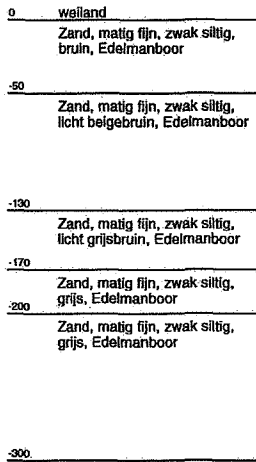 0 weiland
Zand, matig fijn, zwak siltig,
bruin, Edelmanboor
-50
Zand, matig fijn, zwak siltig,
licht beigebruin, Edelmanboor
-130
Zand, matig fijn, zwak siltig,
licht grijsbruin, Edelmanboor
-170
Zand, matig fijn, zwak siltig,
grijs, Edelmanboor
-200
Zand, matig fijn, zwak siltig,
grijs, Edelmanboor
-300